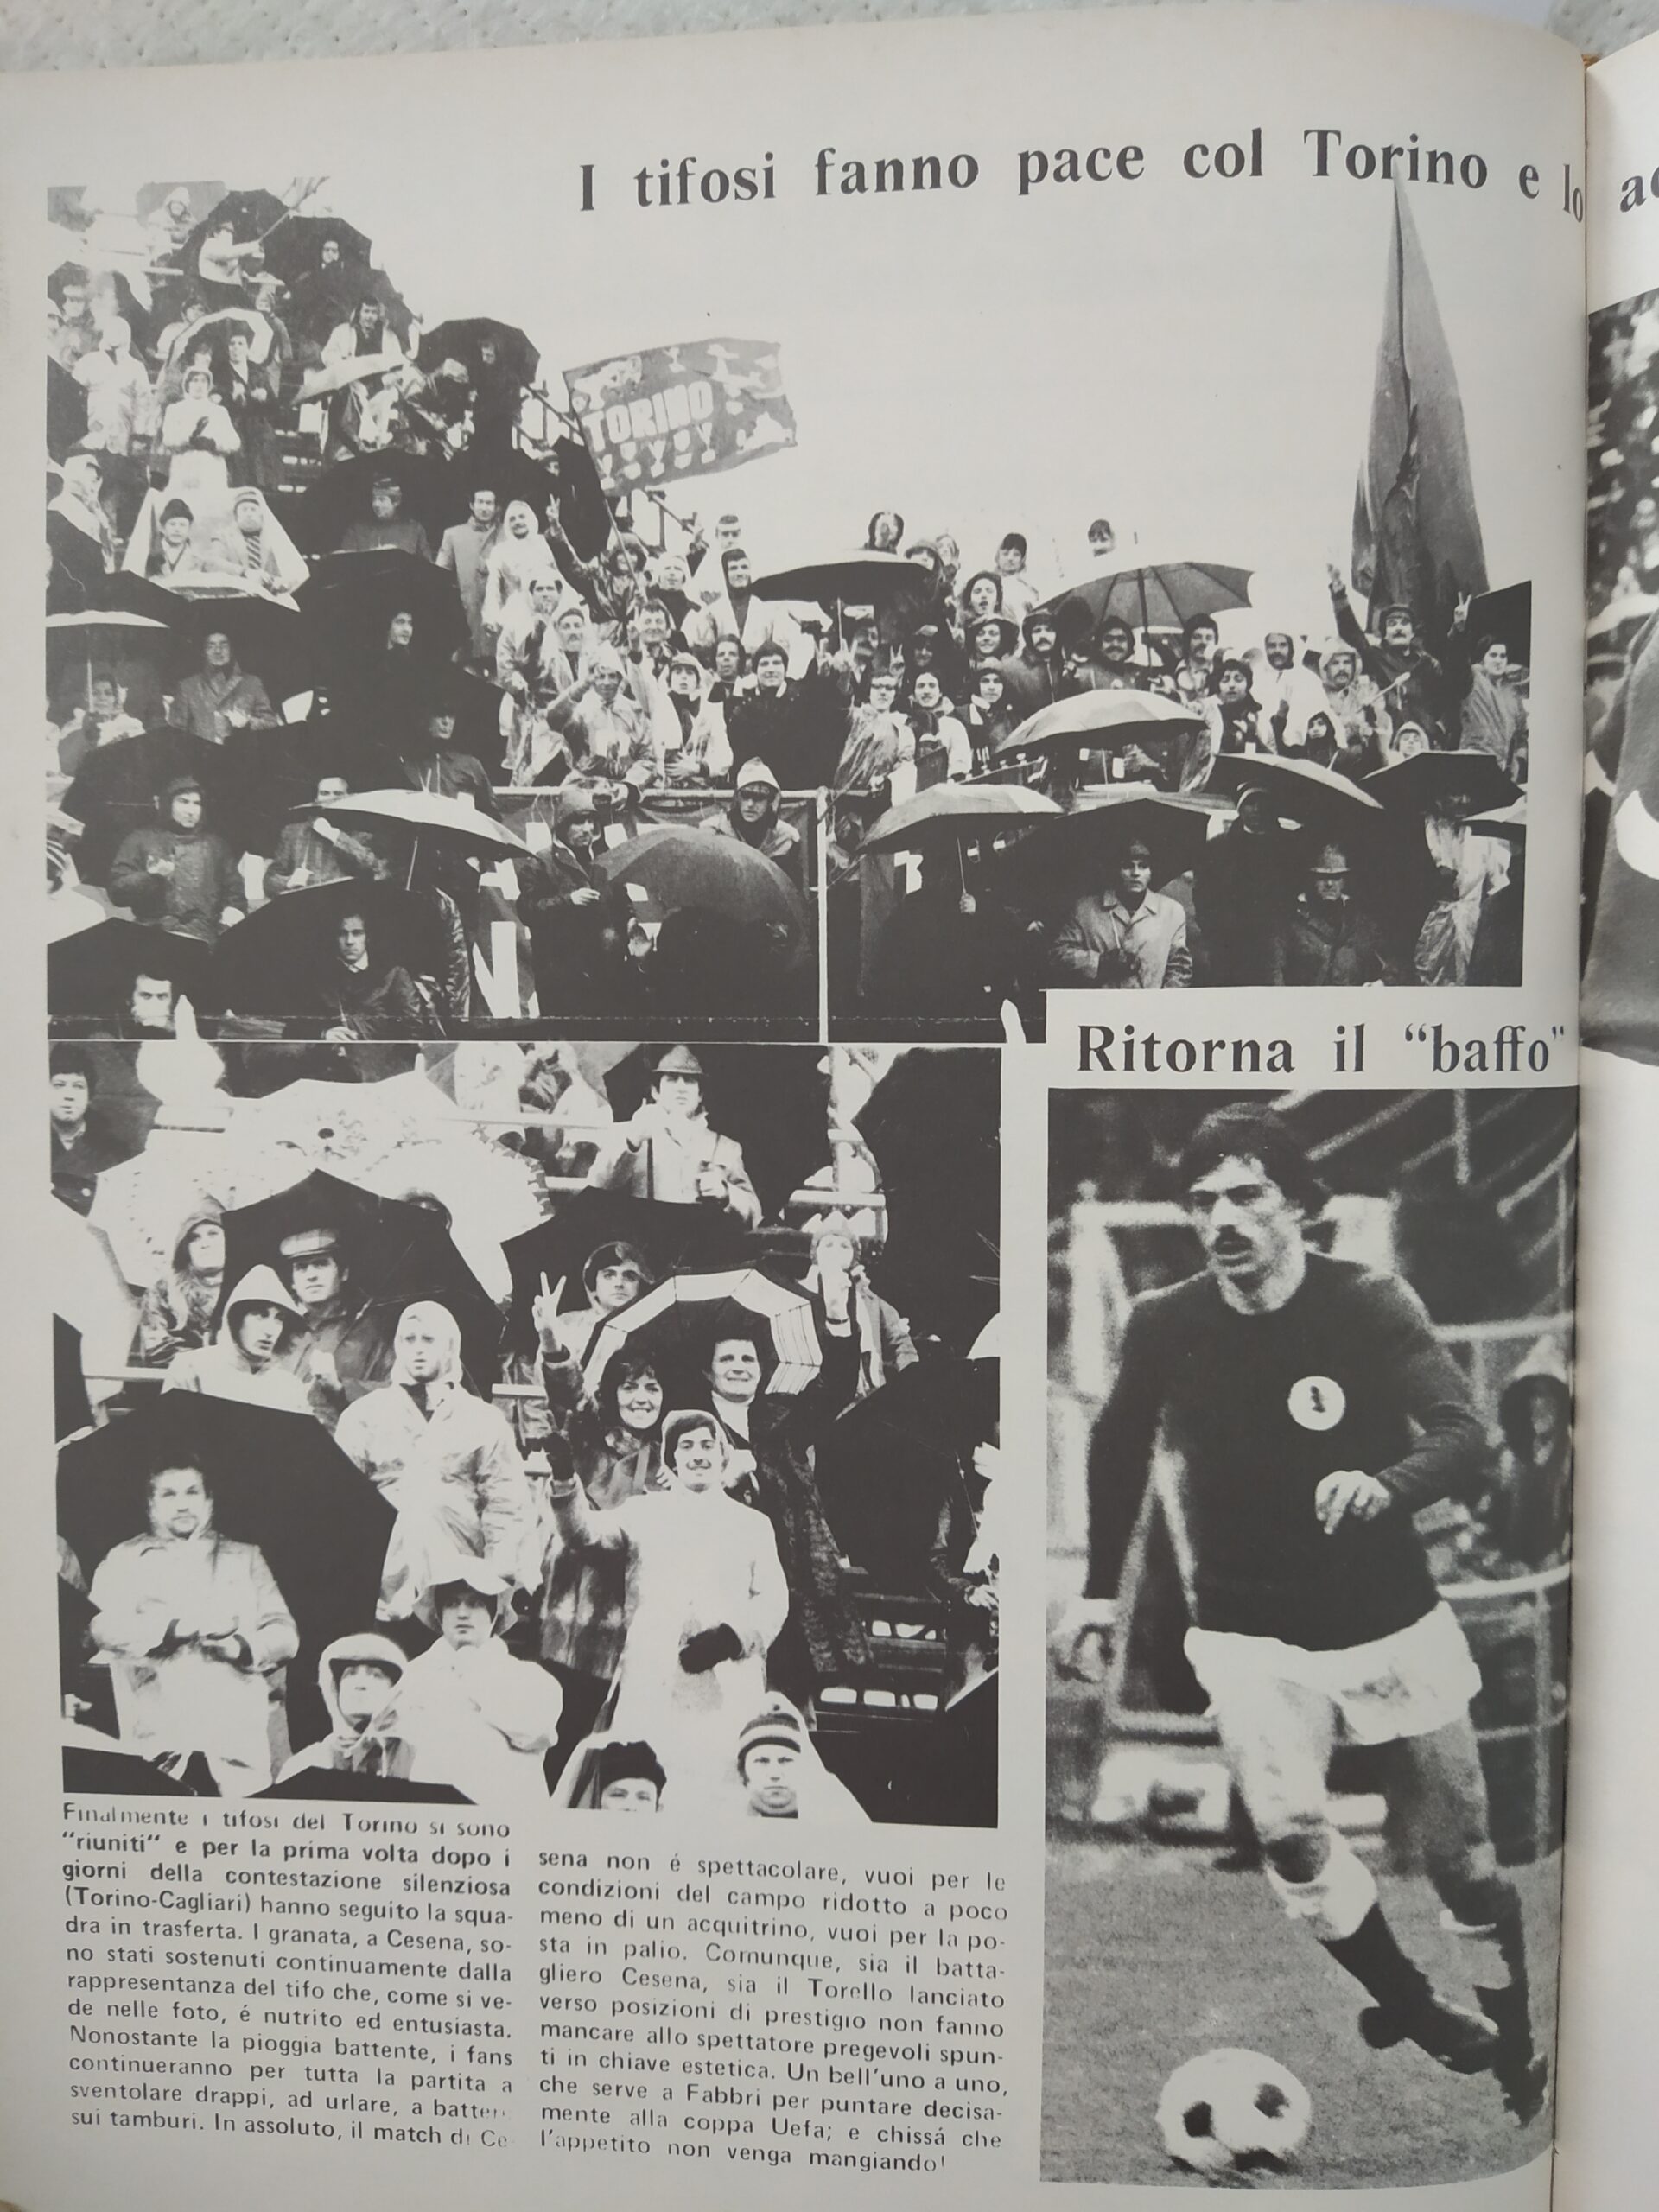 I tifosi fanno pace col Torino e lo
TORINO
Ritorna il “baffo"
1
Finalmente i tifosi del Torino si sono
“riuniti“ e per la prima volta dopo i
giorni della contestazione silenziosa
(Torino-Cagliari) hanno seguito la squa-
dra in trasferta. I granata, a Cesena, so-
no stati sostenuti continuamente dalla
rappresentanza del tifo che, come si ve-
de nelle foto, é nutrito ed entusiasta.
Nonostante la pioggia battente, i fans
continueranno per tutta la partita a
sventolare drappi, ad urlare, a batter
sui tamburi. In assoluto, il match di Ce
sena non é spettacolare, vuoi per le
condizioni del campo ridotto a poco
meno di un acquitrino, vuoi per la po-
sta in palio. Comunque, sia il batta-
gliero Cesena, sia il Torello lanciato
verso posizioni di prestigio non fanno
mancare allo spettatore pregevoli spun-
ti in chiave estetica. Un bell'uno a uno,
che serve a Fabbri per puntare decisa-
mente alla coppa Uefa; e chissá che
l'appetito non venga mangiando!